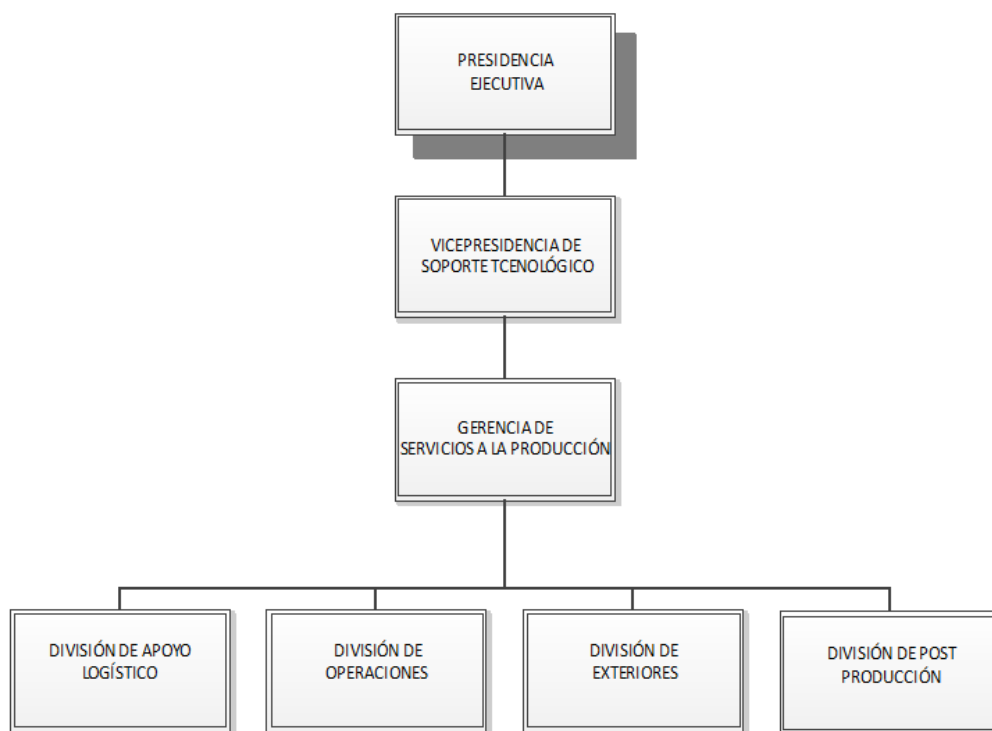 PRESIDENCIA
EJECUTIVA
VICEPRESIDENCIA DE
SOPORTE TCENOLÓGICO
GERENCIA DE
SERVICIOS A LA PRODUCCIÓN
DIVISIÓN DE APOYO
LOGÍSTICO
DIVISIÓN DE
OPERACIONES
DIVISIÓN DE
EXTERIORES
DIVISIÓN DE POST
PRODUCCIÓN